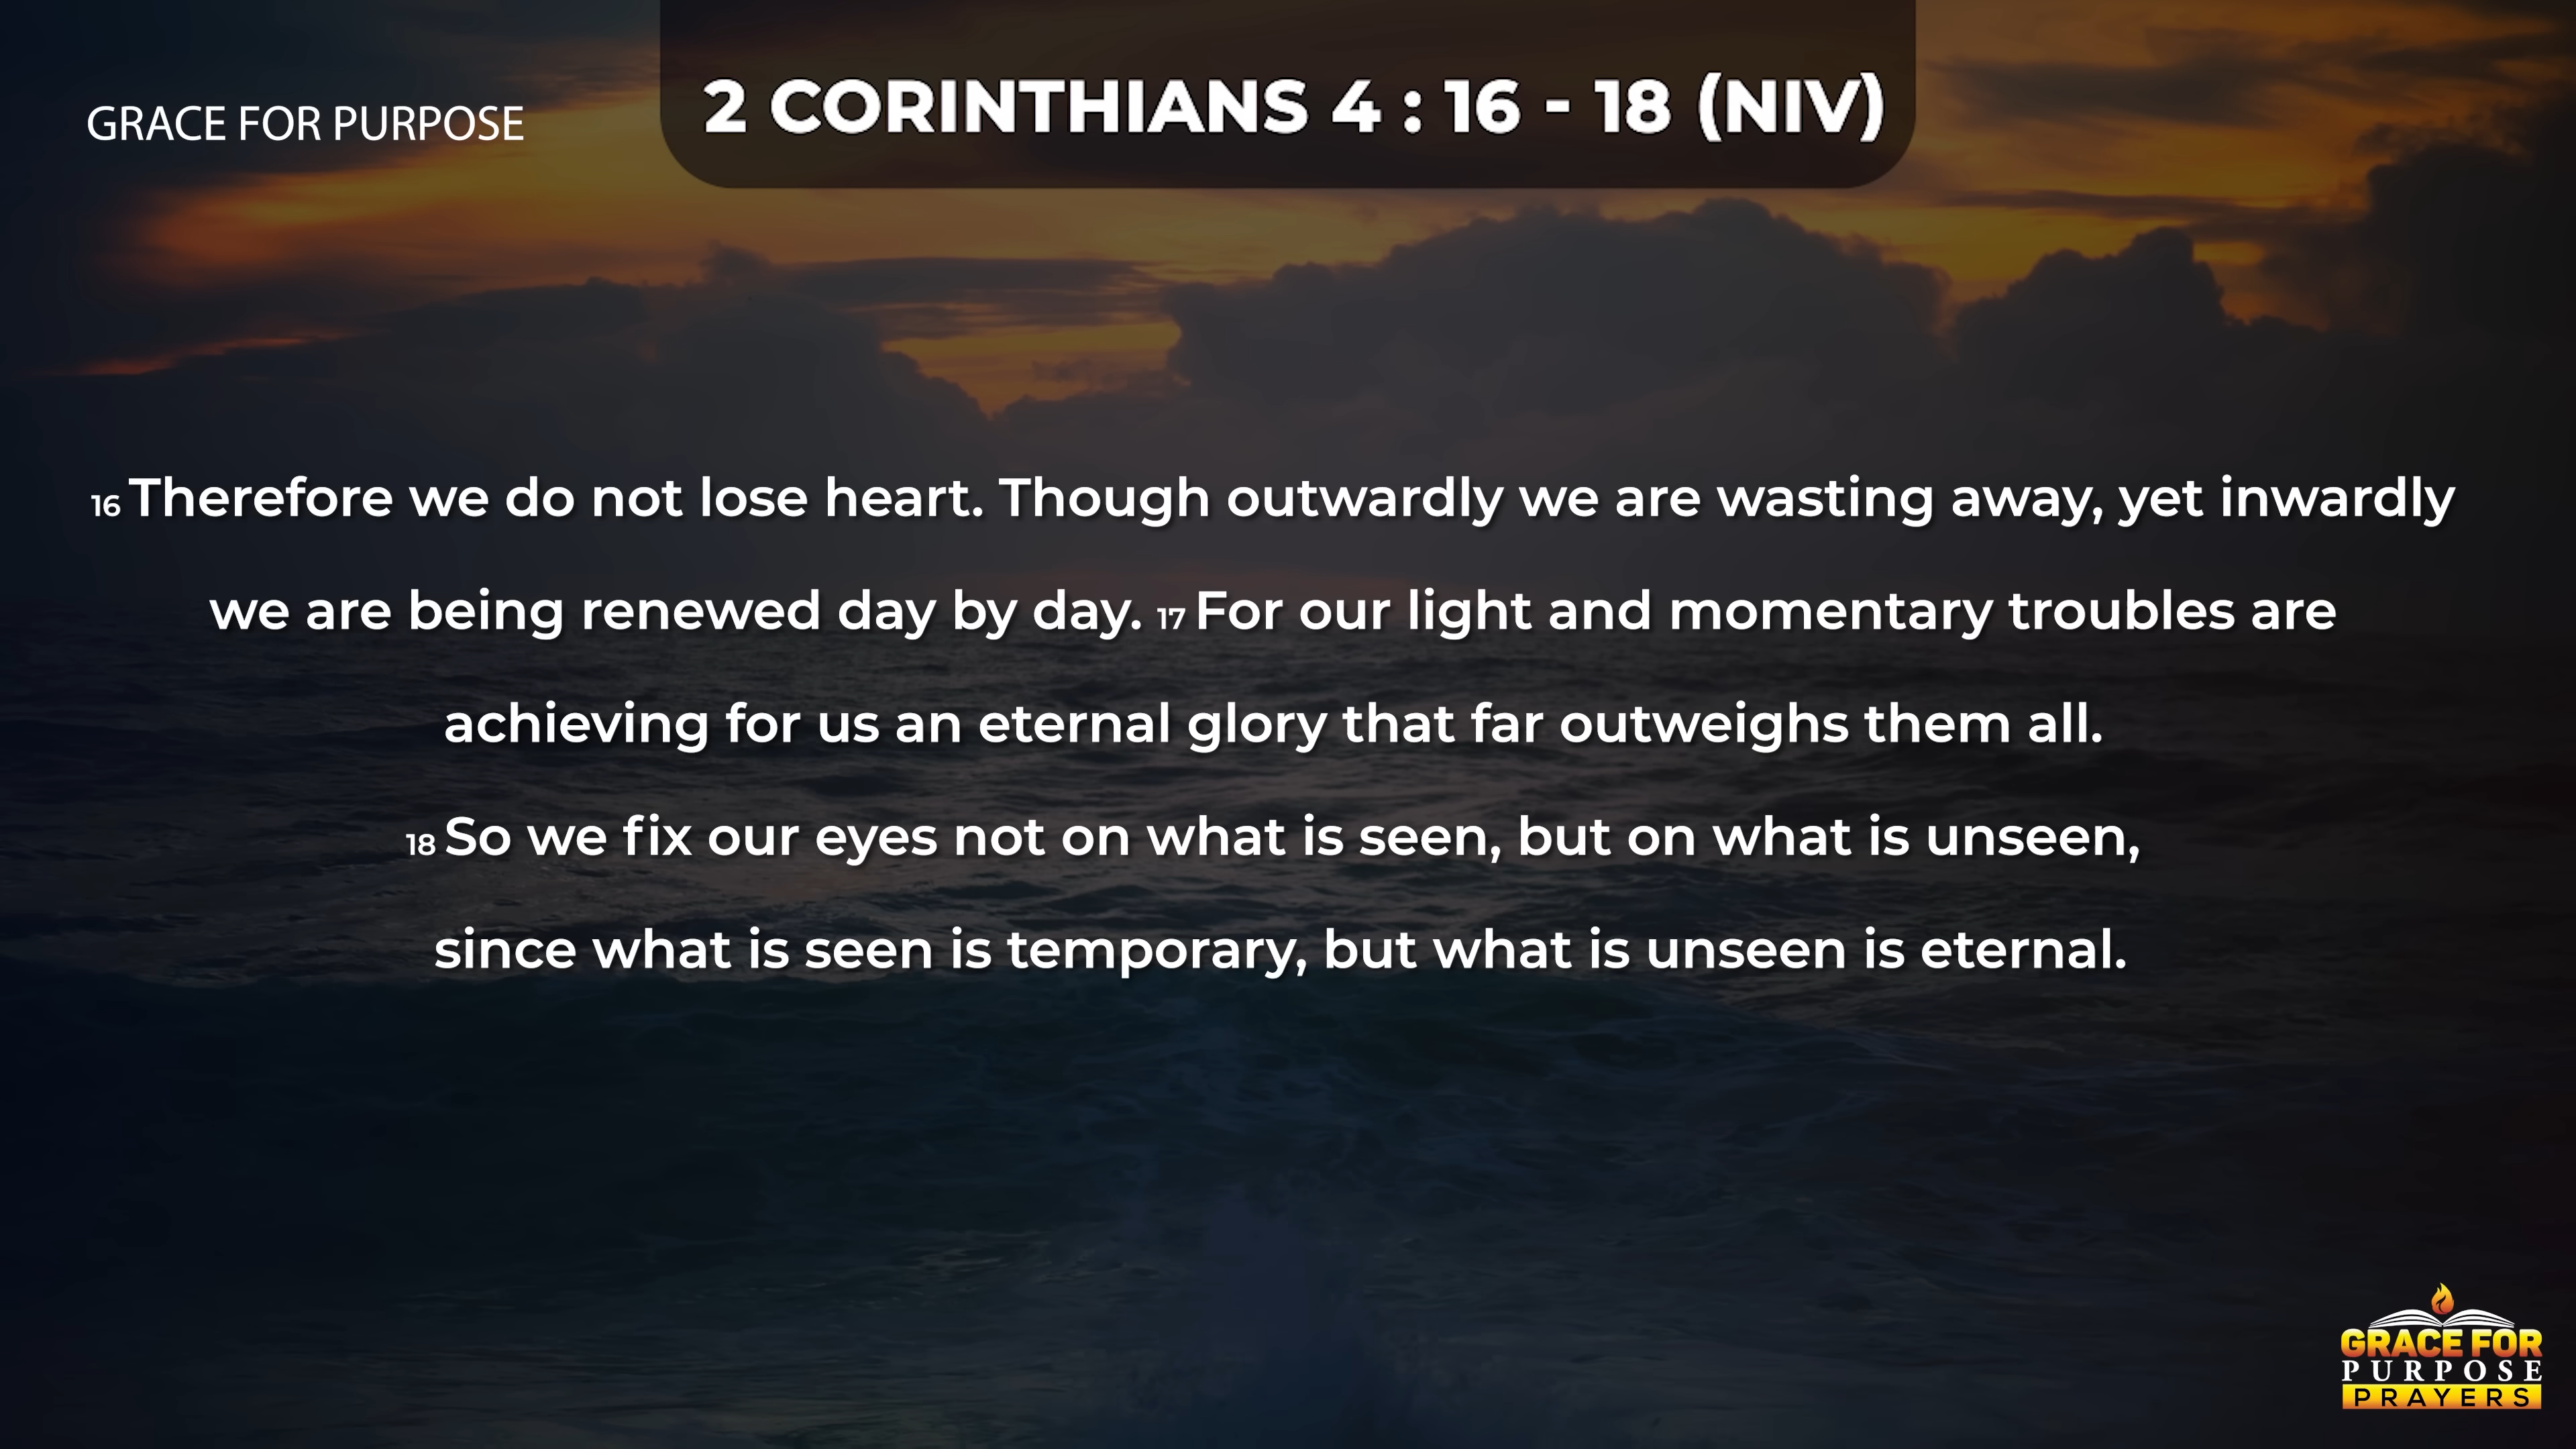 GRACE FOR PURPOSE
2 CORINTHIANS 4 : 16 - 18 (NIV)
16 Therefore we do not lose heart. Though outwardly we are wasting away, yet inwardly
we are being renewed day by day. 17 For our light and momentary troubles are
achieving for us an eternal glory that far outweighs them all.
18 So we fix our eyes not on what is seen, but on what is unseen,
since what is seen is temporary, but what is unseen is eternal.
GRACE FOR
PURPOSE
PRAYERS